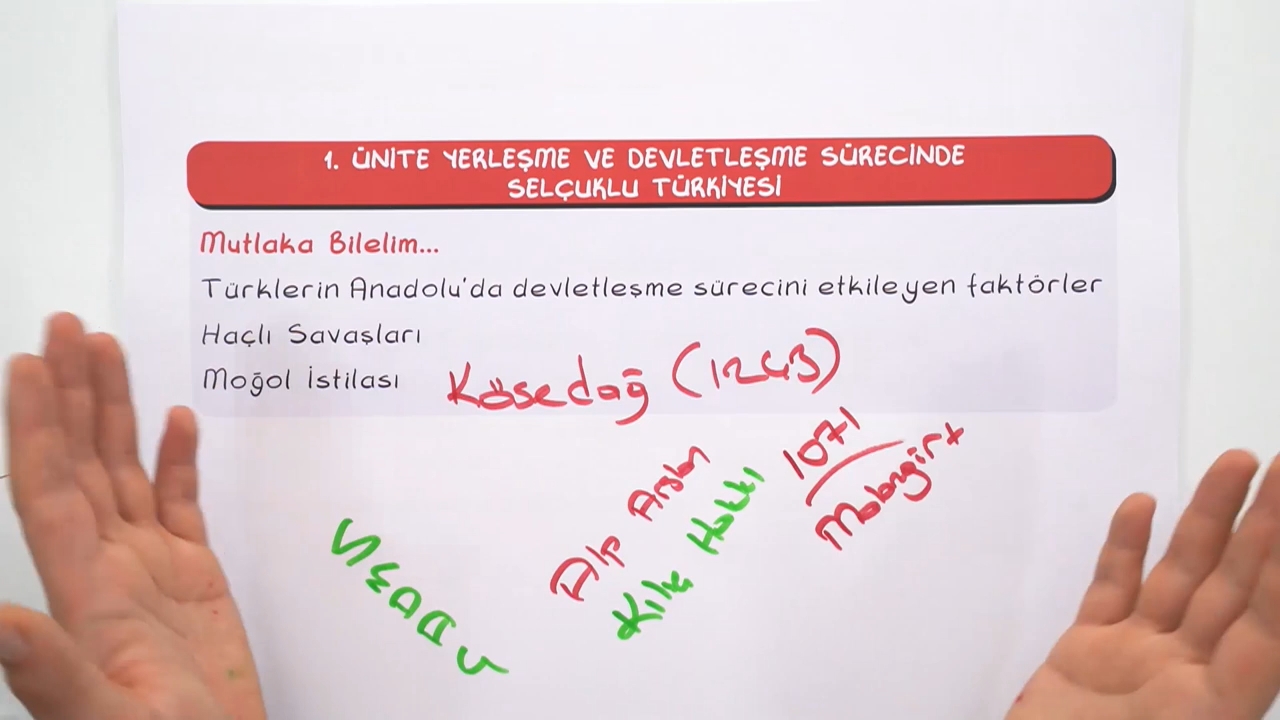 1. ÜNİTE YERLEŞME VE DEVLETLEŞME SÜRECİNDE
SELÇUKLU TÜRKİYESİ
Mutlaka Bilelim...
Türklerin Anadolu'da devletleşme sürecini etkileyen faktörler
Haçlı Savaşları
Moğol İstilası
Kösedağ (1243)
1071
Malazgirt
Alp Arslan
Kılıç Hakkı